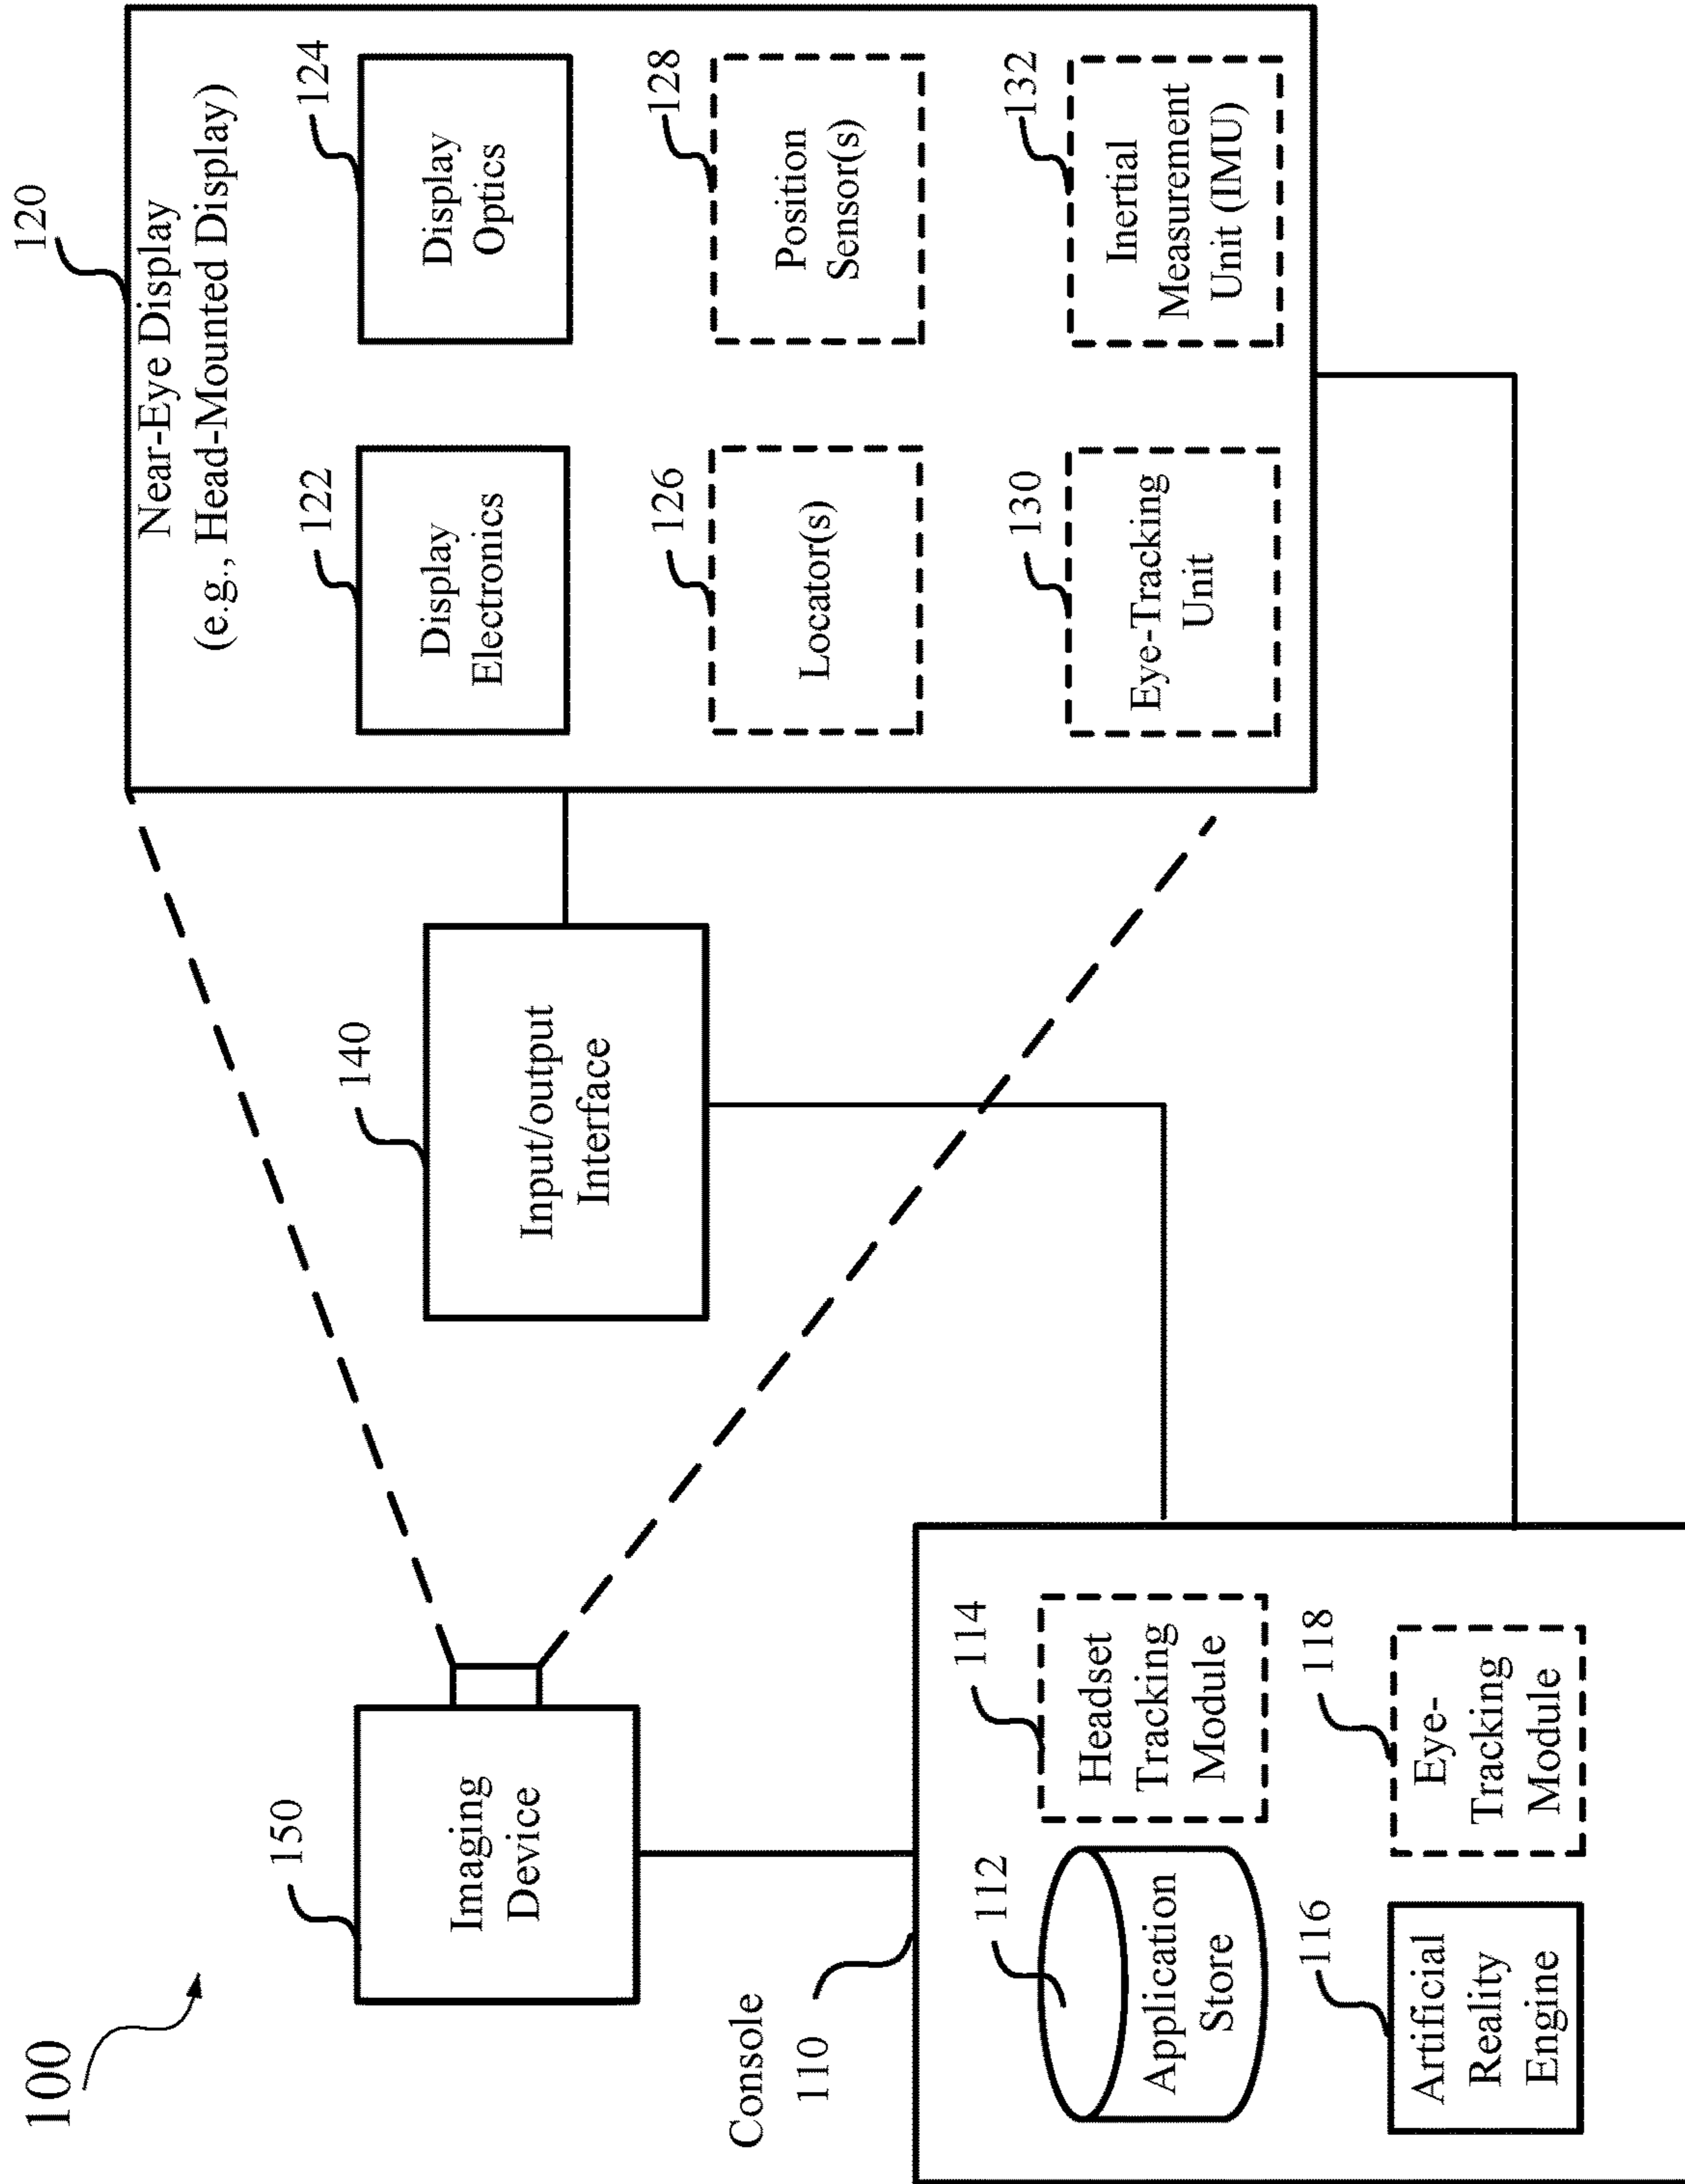 100
120
Near-Eye Display
(e.g., Head-Mounted Display)
122
Display
Electronics
124
Display
Optics
126
Locator(s)
128
Position
Sensor(s)
130
Eye-Tracking
Unit
132
Inertial
Measurement
Unit (IMU)
140
Input/output
Interface
150
Imaging
Device
Console
110
112
Application
Store
114
Headset
Tracking
Module
116
Artificial
Reality
Engine
118
Eye-
Tracking
Module